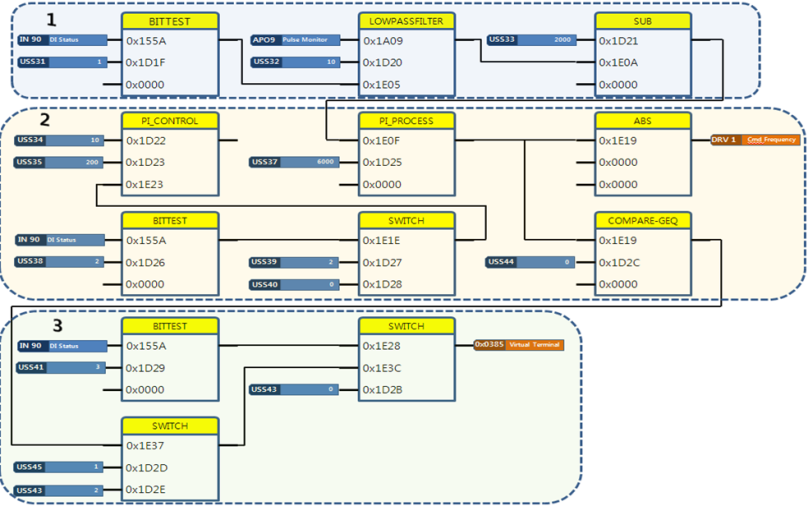 1
BITTEST
LOWPASSFILTER
SUB
IN 90 DI Status
0x155A
APO9 Pulse Monitor
0x1A09
USS33 2000
0x1D21
USS31 1
0x1D1F
USS32 10
0x1D20
0x1E0A
0x0000
0x1E05
0x0000
2
PI_CONTROL
PI_PROCESS
ABS
USS34 10
0x1D22
0x1E0F
0x1E19
DRV 1 Cmd Frequency
USS35 200
0x1D23
USS37 6000
0x1D25
0x0000
0x1E23
0x0000
0x0000
BITTEST
SWITCH
COMPARE-GEQ
IN 90 DI Status
0x155A
0x1E1E
0x1E19
USS38 2
0x1D26
USS39 2
0x1D27
USS44 0
0x1D2C
0x0000
USS40 0
0x1D28
0x0000
3
BITTEST
SWITCH
IN 90 DI Status
0x155A
0x1E28
0x0385 Virtual Terminal
USS41 3
0x1D29
0x1E3C
0x0000
USS43 0
0x1D2B
SWITCH
0x1E37
USS45 1
0x1D2D
USS43 2
0x1D2E